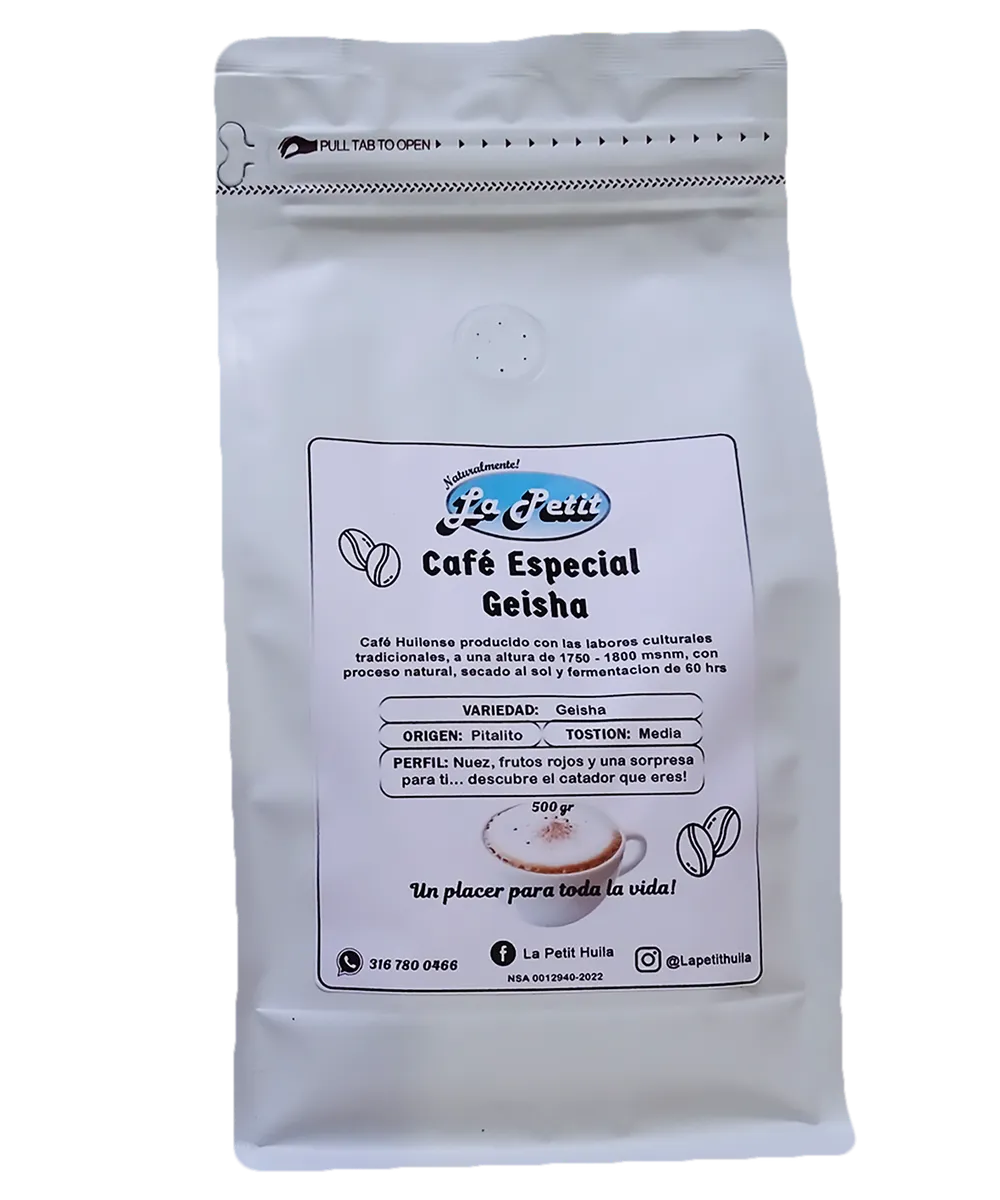 PULL TAB TO OPEN
Naturalmente!
La Petit
Café Especial
Geisha
Café Huilense producido con las labores culturales
tradicionales, a una altura de 1750 - 1800 msnm, con
proceso natural, secado al sol y fermentacion de 60 hrs
VARIEDAD: Geisha
ORIGEN: Pitalito TOSTION: Media
PERFIL: Nuez, frutos rojos y una sorpresa
para ti... descubre el catador que eres!
500 gr
Un placer para toda la vida!
316 780 0466 La Petit Huila @Lapetithuila
NSA 0012940-2022